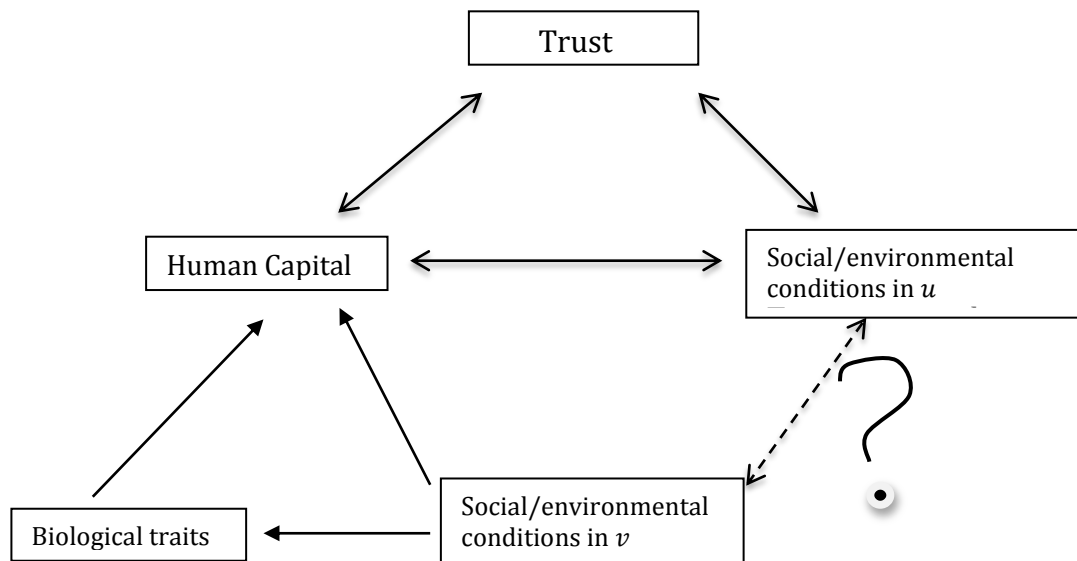 Trust
Human Capital
Social/environmental
conditions in u
Biological traits
Social/environmental
conditions in v
?